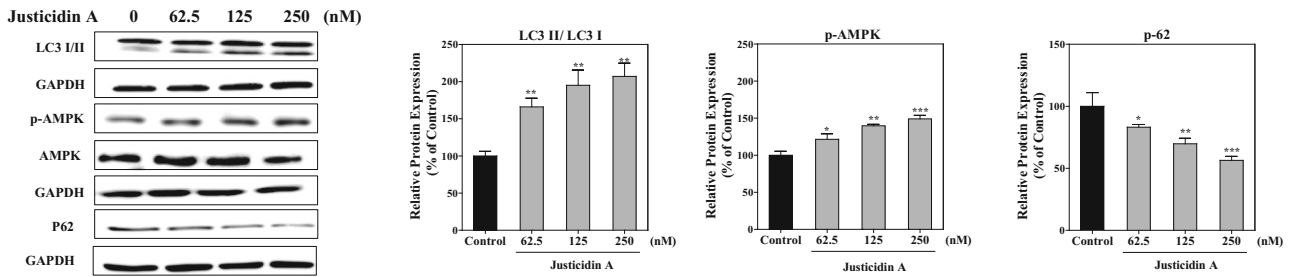 Justicidin A 0 62.5 125 250 (nM)
LC3 I/II
GAPDH
p-AMPK
AMPK
GAPDH
P62
GAPDH
LC3 II/ LC3 I
Relative Protein Expression
(% of Control)
250
200
150
100
50
0
**
**
**
Control 62.5 125 250 (nM)
Justicidin A
p-AMPK
Relative Protein Expression
(% of Control)
250
200
150
100
50
0
*
**
***
Control 62.5 125 250 (nM)
Justicidin A
p-62
Relative Protein Expression
(% of Control)
150
100
50
0
*
**
***
Control 62.5 125 250 (nM)
Justicidin A